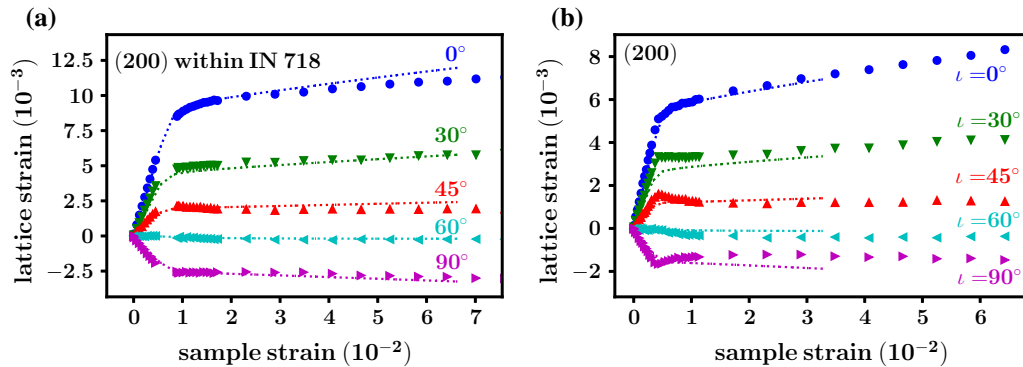 (a)
(200) within IN 718
0°
30°
45°
60°
90°
12.5
10.0
7.5
5.0
2.5
0
−2.5
lattice strain (10⁻³)
0 1 2 3 4 5 6 7
sample strain (10⁻²)
(b)
(200)
ι =0°
ι =30°
ι =45°
ι =60°
ι =90°
8
6
4
2
0
−2
lattice strain (10⁻³)
0 1 2 3 4 5 6
sample strain (10⁻²)